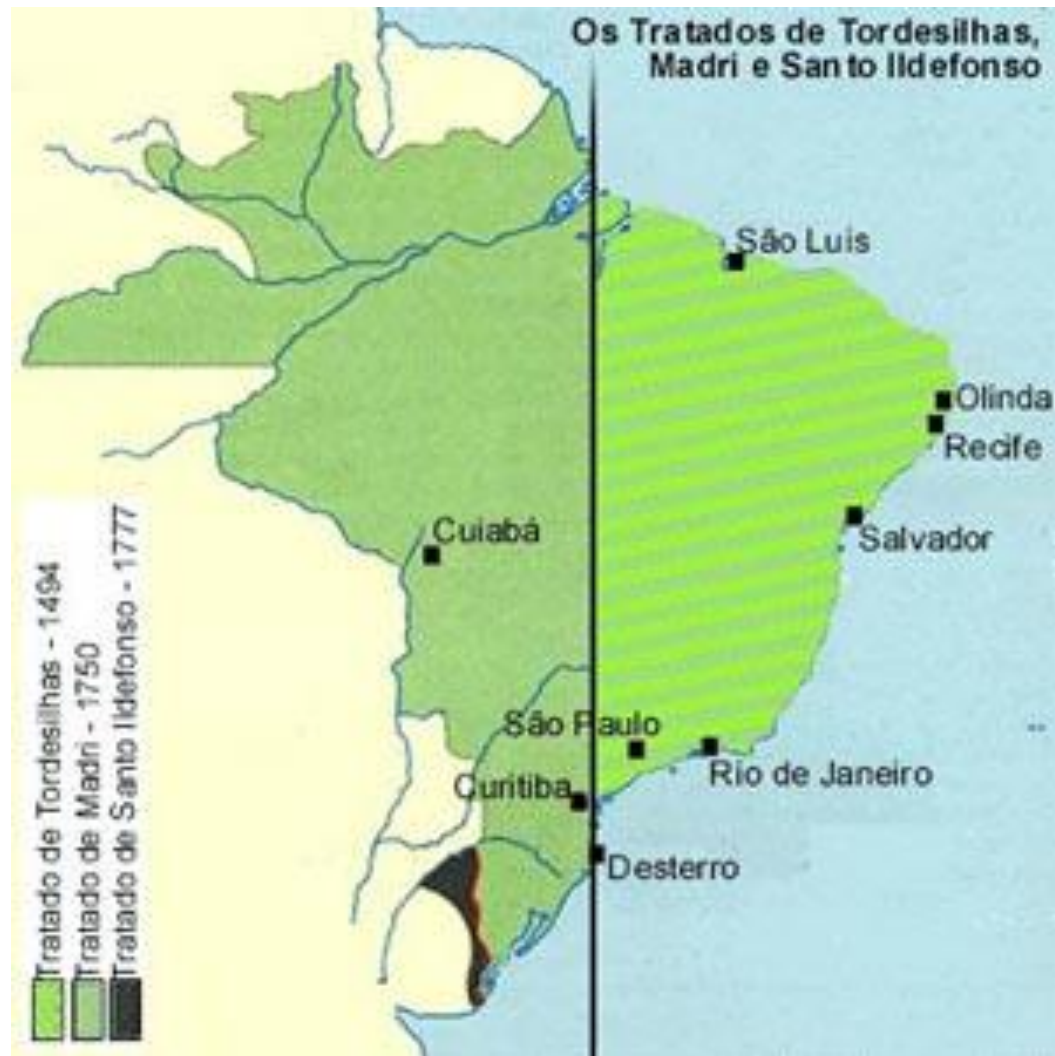 Os Tratados de Tordesilhas,
Madri e Santo Ildefonso
São Luis
Olinda
Recife
Salvador
Cuiabá
São Paulo
Rio de Janeiro
Curitiba
Desterro
Tratado de Tordesilhas - 1494
Tratado de Madri - 1750
Tratado de Santo Ildefonso - 1777